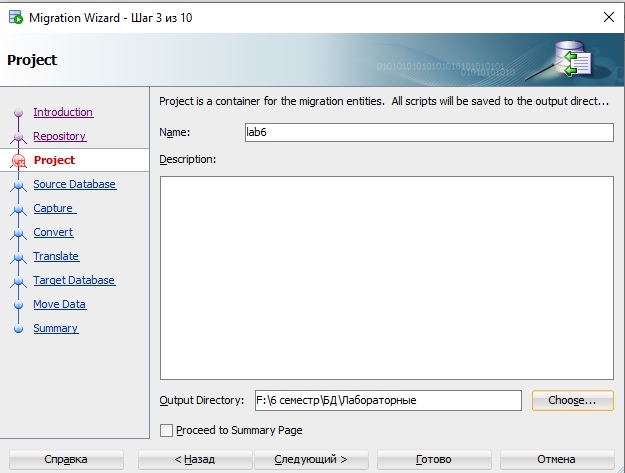 Migration Wizard - Шаг 3 из 10
Project
Introduction
Repository
Project
Source Database
Capture
Convert
Translate
Target Database
Move Data
Summary
Project is a container for the migration entities. All scripts will be saved to the output direct...
Name: lab6
Description:
Output Directory: F:\6 семестр\БД\Лабораторные Choose...
Proceed to Summary Page
Справка < Назад Следующий > Готово Отмена